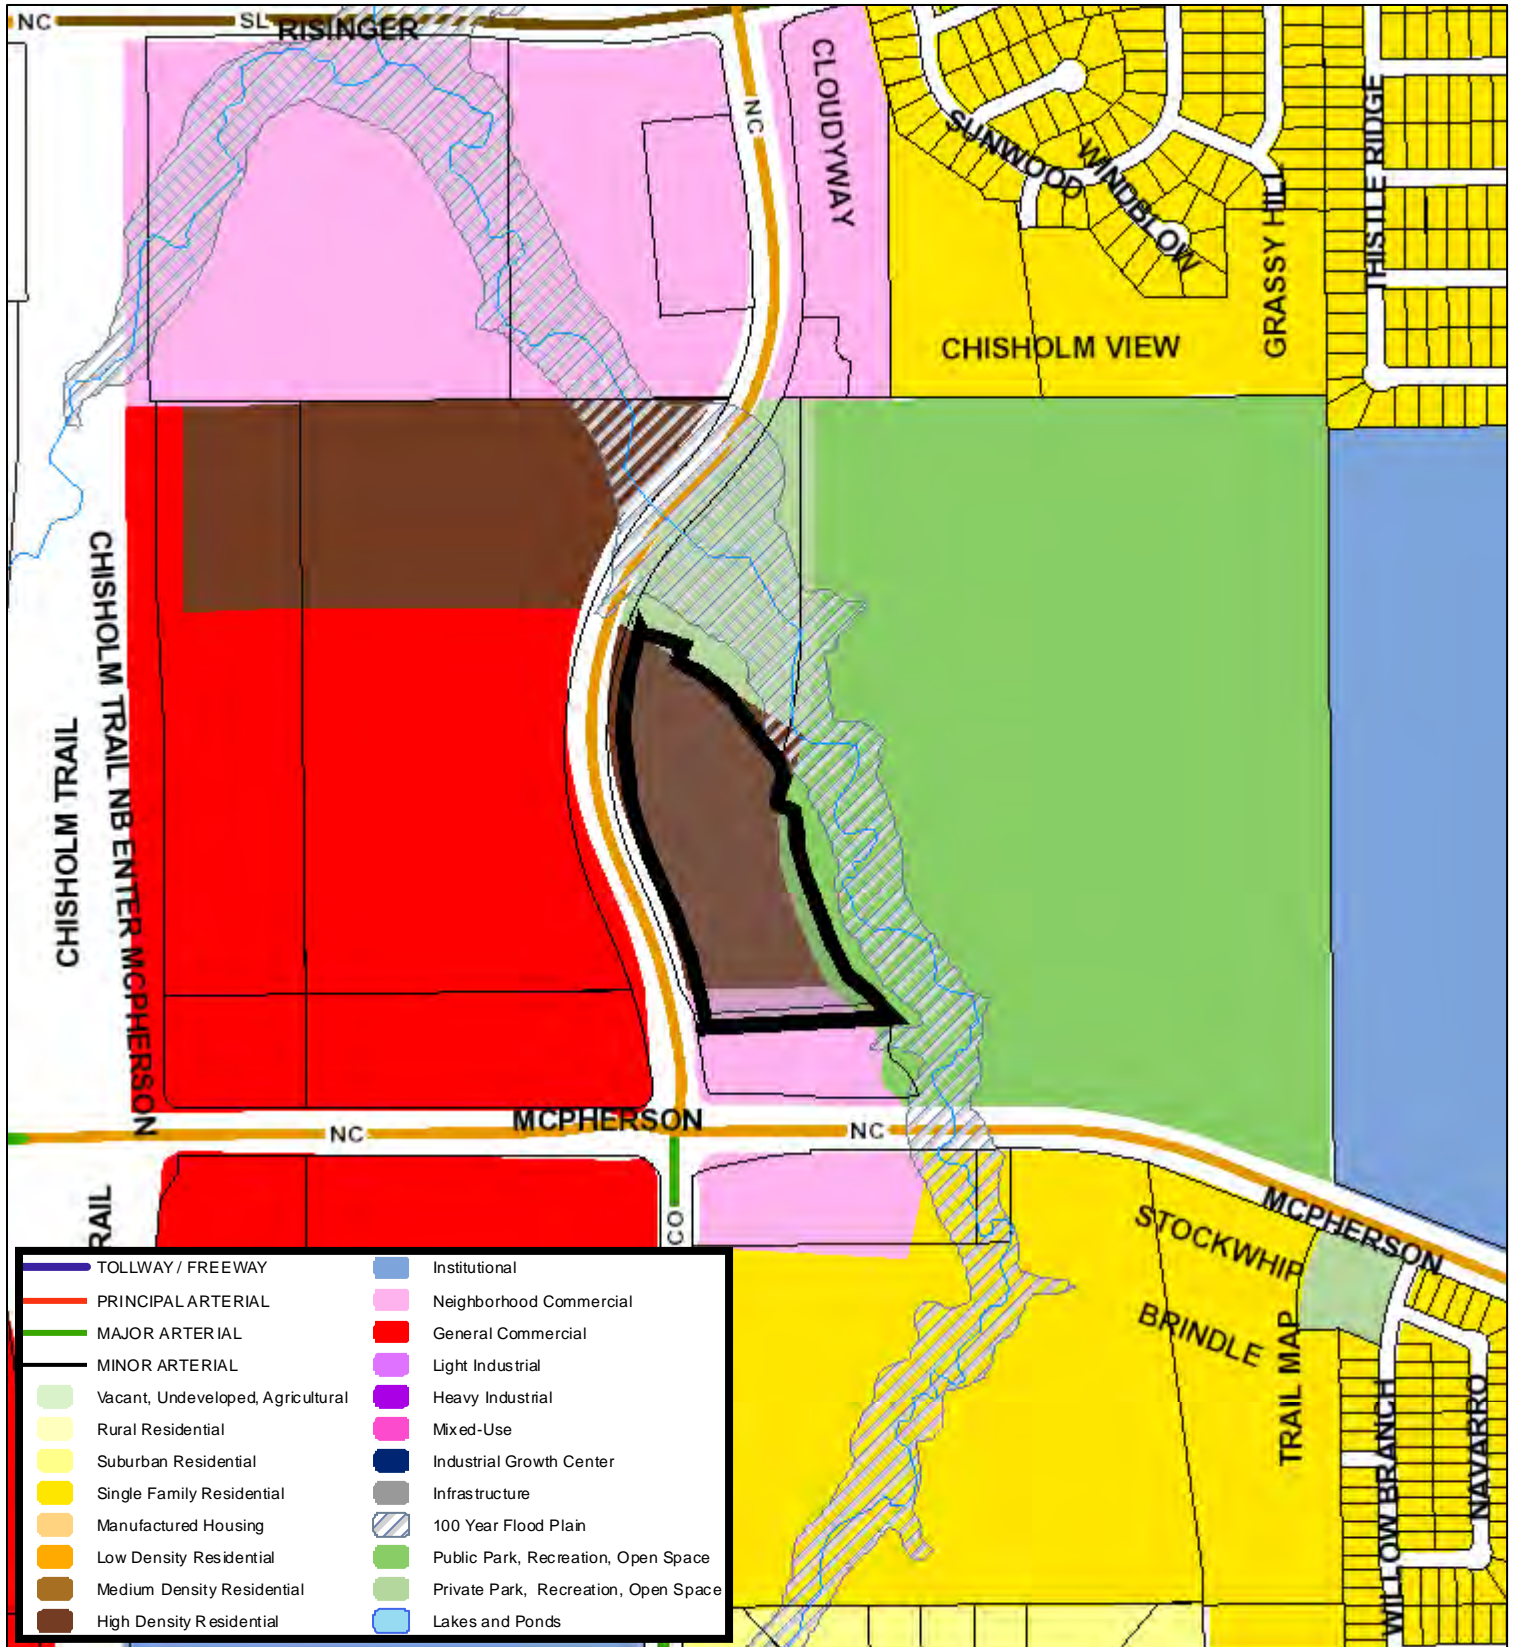 NC
SL
RISINGER
NC
CLOUDYWAY
SUNWOOD
WINDBLOW
GRASSY HILL
THISTLE RIDGE
CHISHOLM VIEW
CHISHOLM TRAIL
CHISHOLM TRAIL NB ENTER MCPHERSON
MCPHERSON
NC
NC
MCPHERSON
STOCKWHIP
BRINDLE
TRAIL MAP
WILLOW BRANCH
NAVARRO
RAIL
CO
TOLLWAY / FREEWAY
PRINCIPAL ARTERIAL
MAJOR ARTERIAL
MINOR ARTERIAL
Vacant, Undeveloped, Agricultural
Rural Residential
Suburban Residential
Single Family Residential
Manufactured Housing
Low Density Residential
Medium Density Residential
High Density Residential
Institutional
Neighborhood Commercial
General Commercial
Light Industrial
Heavy Industrial
Mixed-Use
Industrial Growth Center
Infrastructure
100 Year Flood Plain
Public Park, Recreation, Open Space
Private Park, Recreation, Open Space
Lakes and Ponds